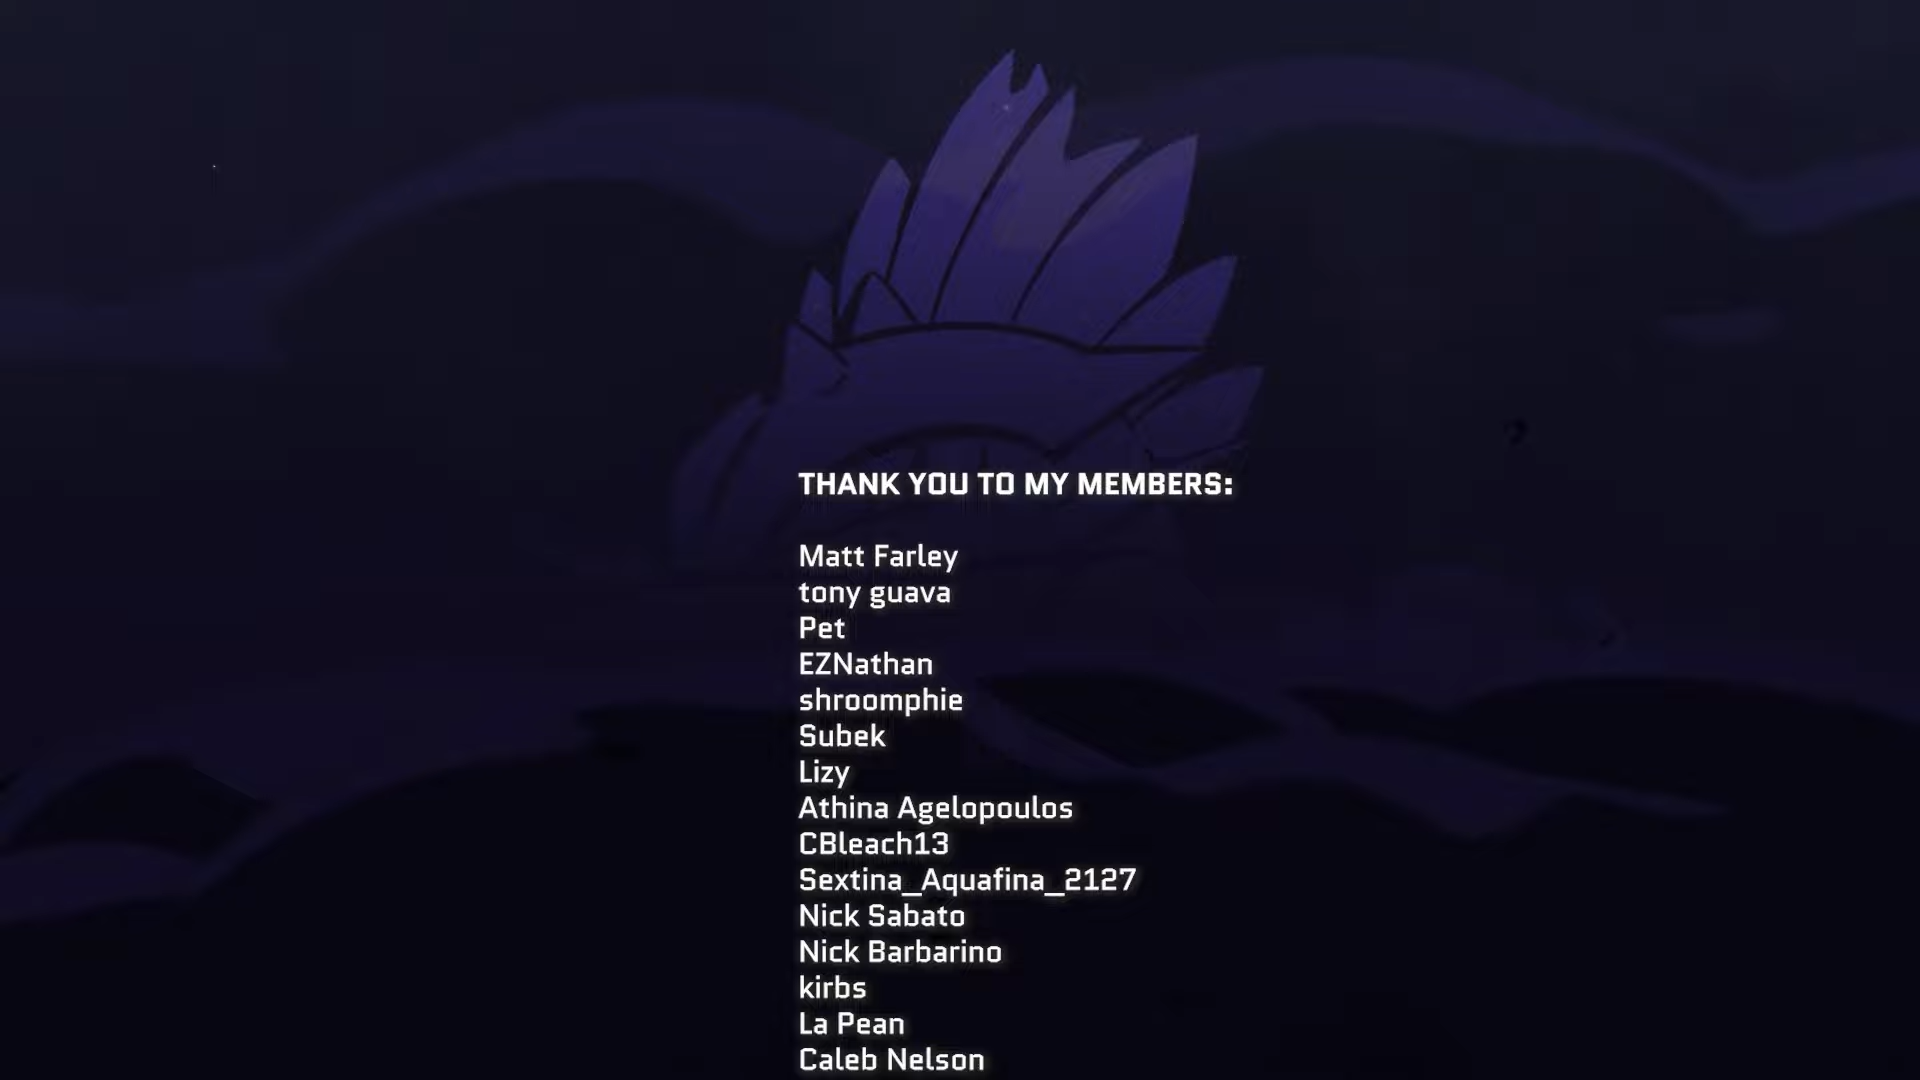 THANK YOU TO MY MEMBERS:
Matt Farley
tony guava
Pet
EZNathan
shroomphie
Subek
Lizy
Athina Agelopoulos
CBleach13
Sextina_Aquafina_2127
Nick Sabato
Nick Barbarino
kirbs
La Pean
Caleb Nelson